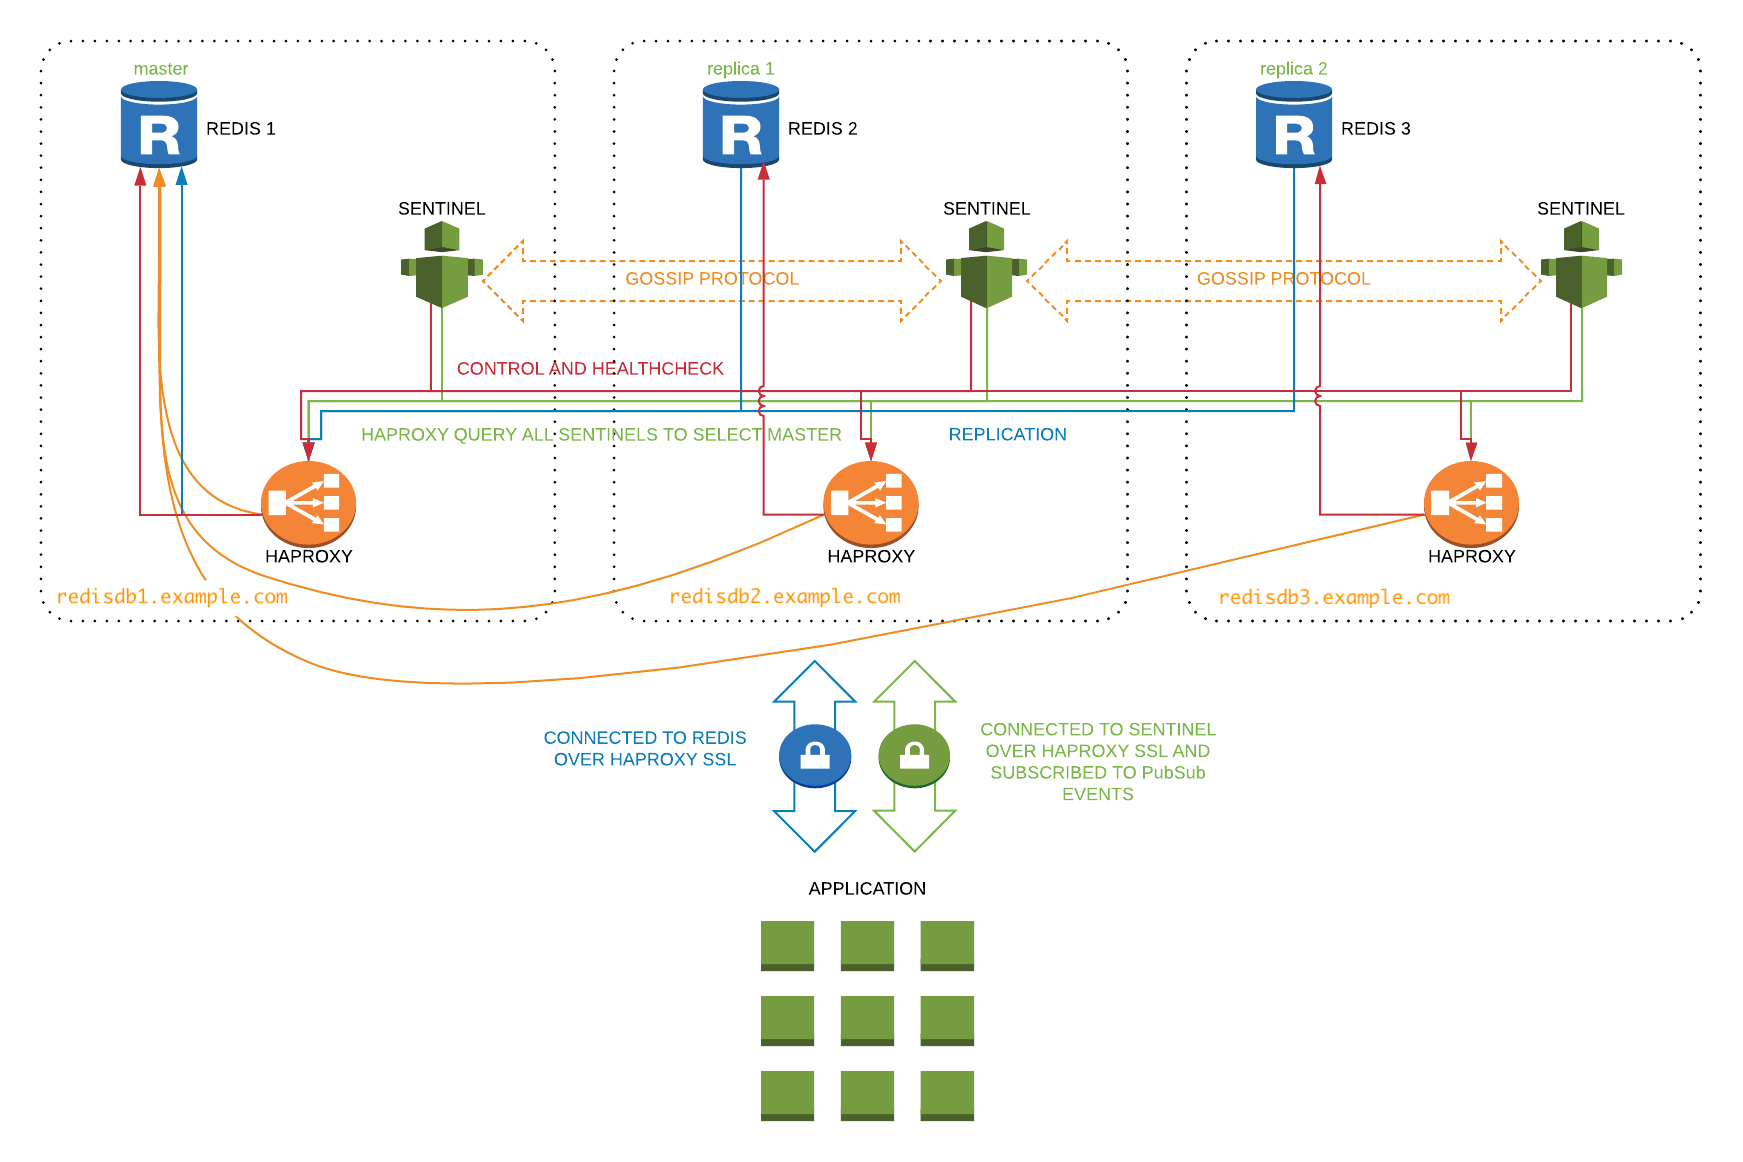 master
replica 1
replica 2
R
REDIS 1
R
REDIS 2
R
REDIS 3
SENTINEL
SENTINEL
SENTINEL
GOSSIP PROTOCOL
GOSSIP PROTOCOL
CONTROL AND HEALTHCHECK
HAPROXY QUERY ALL SENTINELS TO SELECT MASTER
REPLICATION
HAPROXY
HAPROXY
HAPROXY
redisdb1.example.com
redisdb2.example.com
redisdb3.example.com
CONNECTED TO REDIS
OVER HAPROXY SSL
CONNECTED TO SENTINEL
OVER HAPROXY SSL AND
SUBSCRIBED TO PubSub
EVENTS
APPLICATION